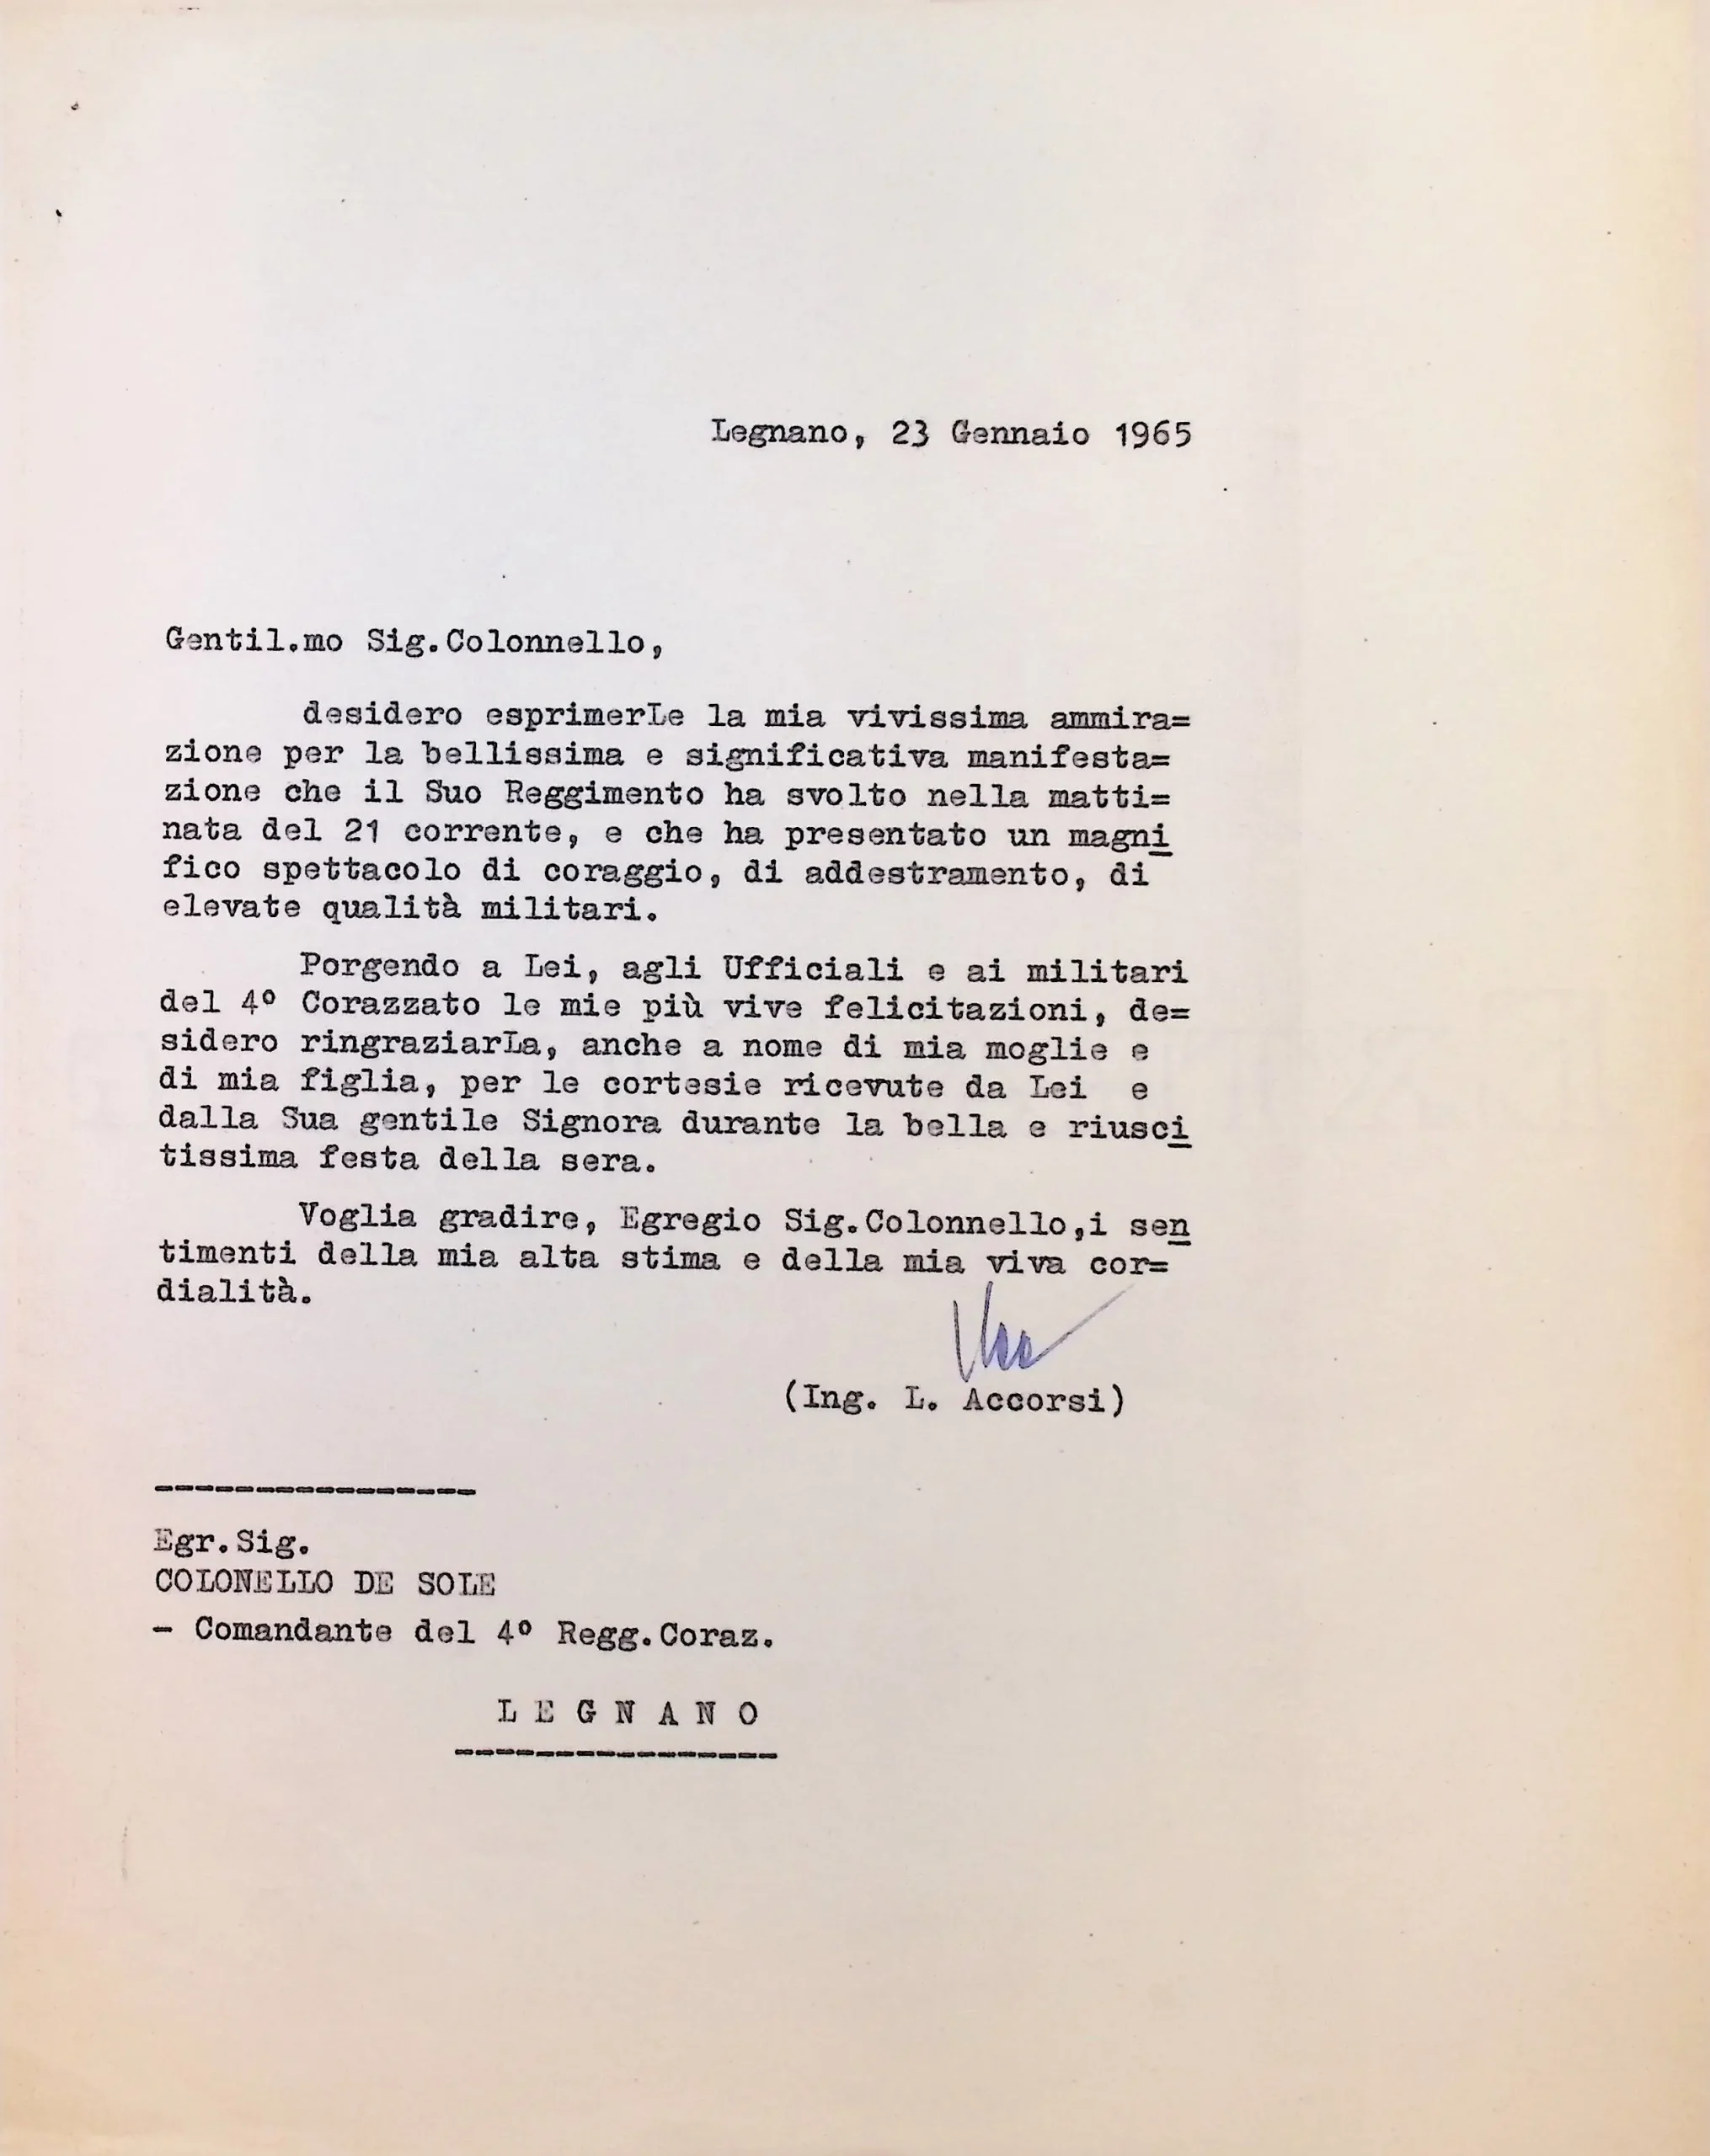 Legnano, 23 Gennaio 1965
Gentil.mo Sig.Colonnello,
desidero esprimerLe la mia vivissima ammira=
zione per la bellissima e significativa manifesta=
zione che il Suo Reggimento ha svolto nella matti=
nata del 21 corrente, e che ha presentato un magni
fico spettacolo di coraggio, di addestramento, di
elevate qualità militari.
Porgendo a Lei, agli Ufficiali e ai militari
del 4º Corazzato le mie più vive felicitazioni, de=
sidero ringraziarLa, anche a nome di mia moglie e
di mia figlia, per le cortesie ricevute da Lei e
dalla Sua gentile Signora durante la bella e riusci
tissima festa della sera.
Voglia gradire, Egregio Sig.Colonnello,i sen
timenti della mia alta stima e della mia viva cor=
dialità.
(Ing. L. Accorsi)
Egr.Sig.
COLONELLO DE SOLE
- Comandante del 4º Regg.Coraz.
L E G N A N O